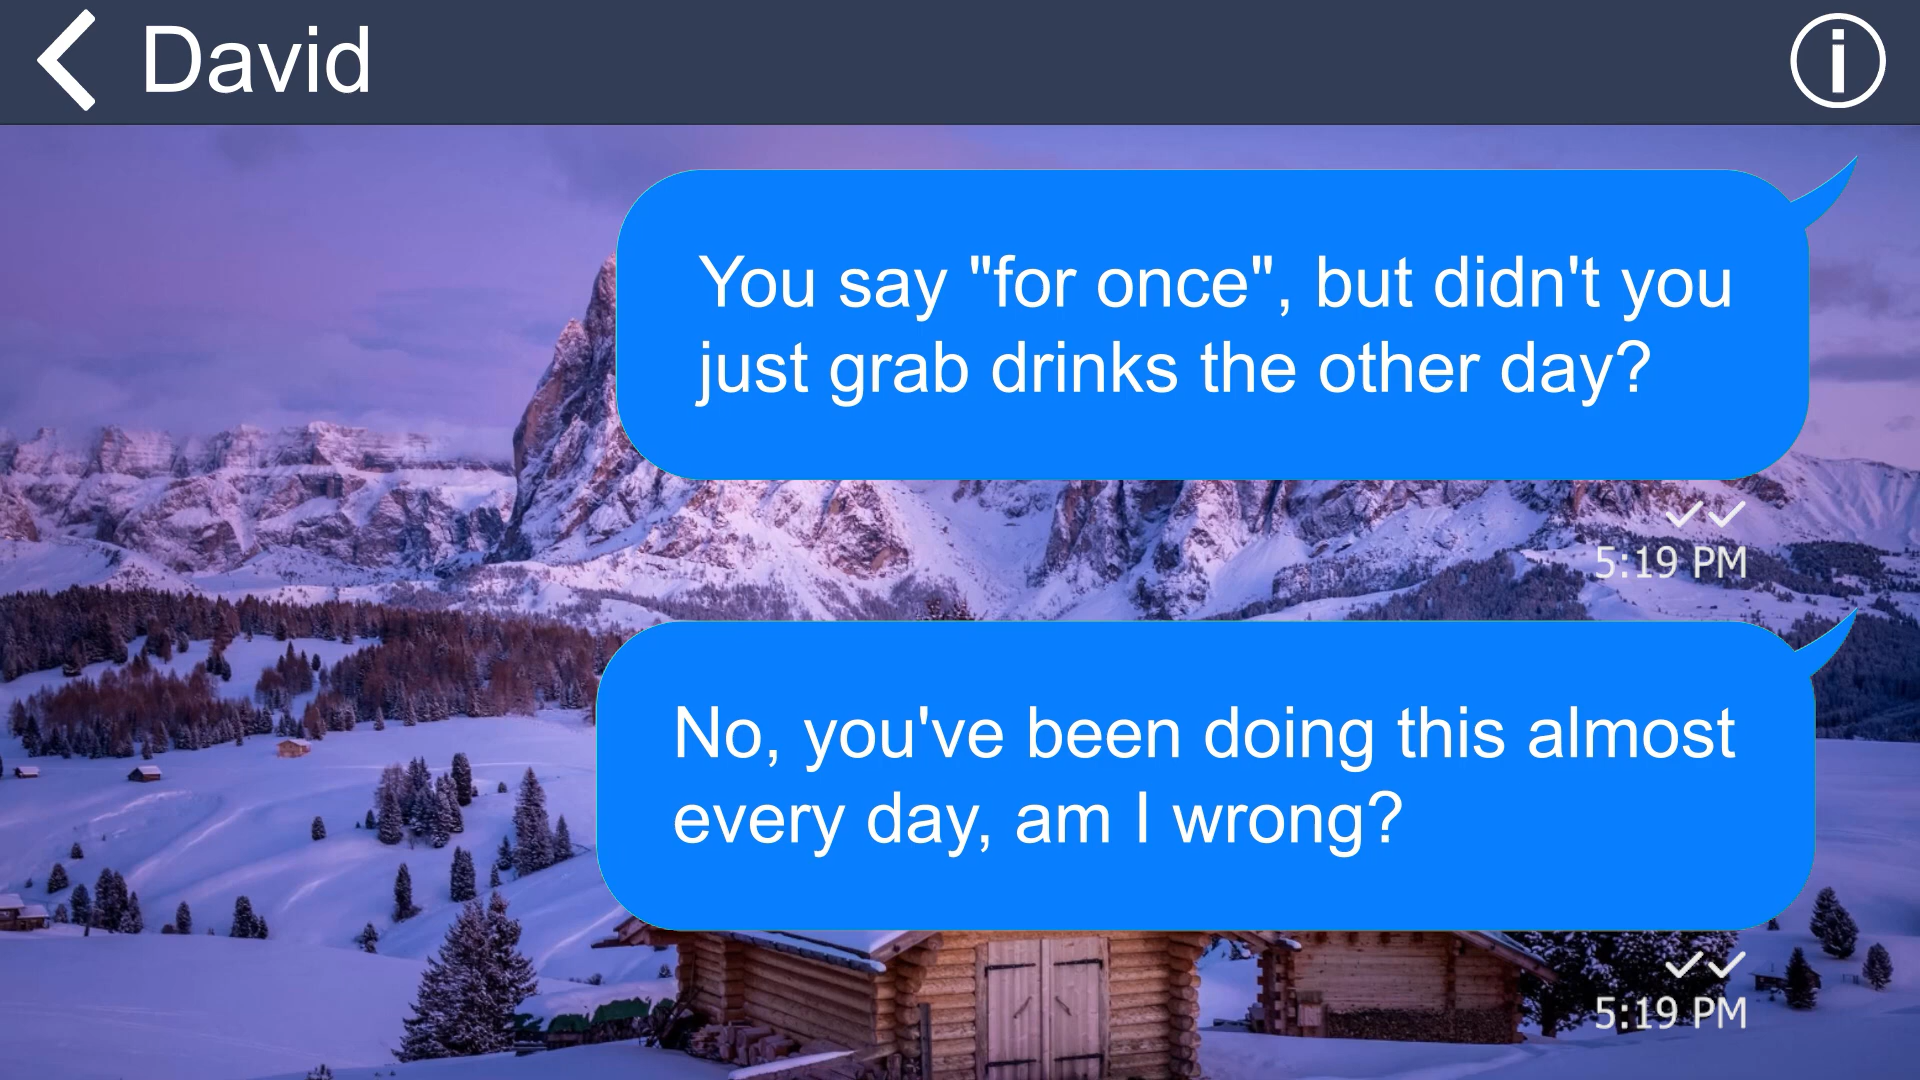 David
You say "for once", but didn't you
just grab drinks the other day?
5:19 PM
No, you've been doing this almost
every day, am I wrong?
5:19 PM